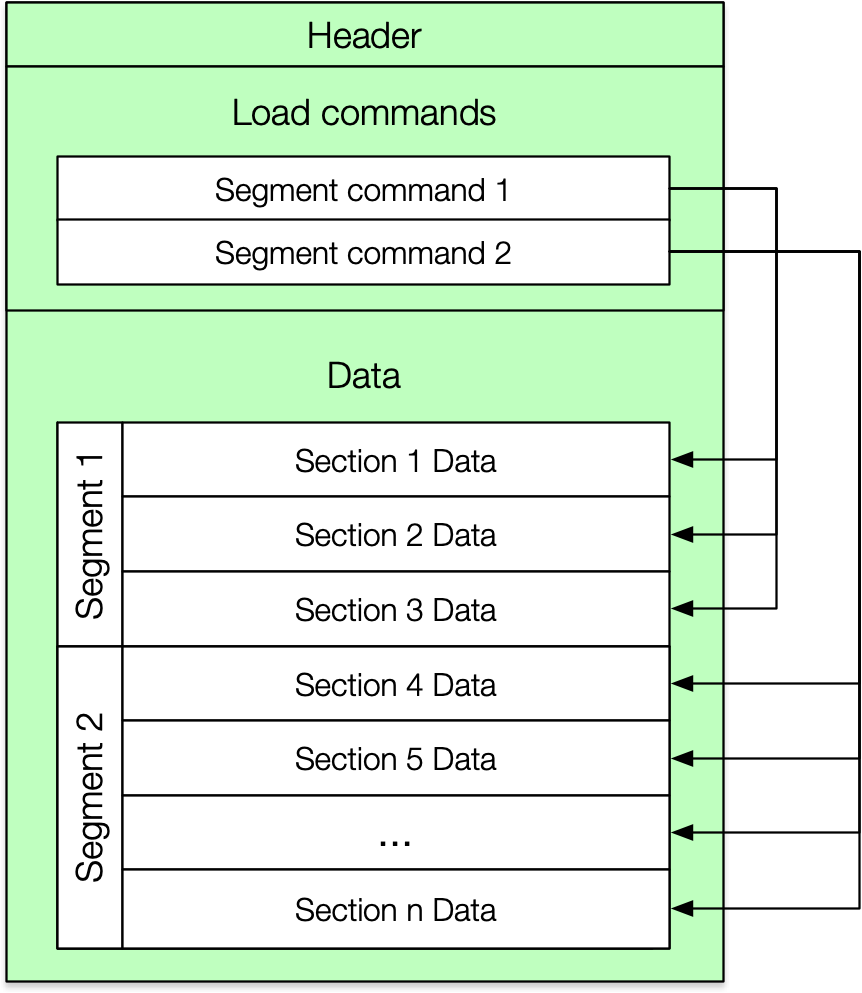 Header
Load commands
Segment command 1
Segment command 2
Data
Segment 1
Section 1 Data
Section 2 Data
Section 3 Data
Segment 2
Section 4 Data
Section 5 Data
...
Section n Data